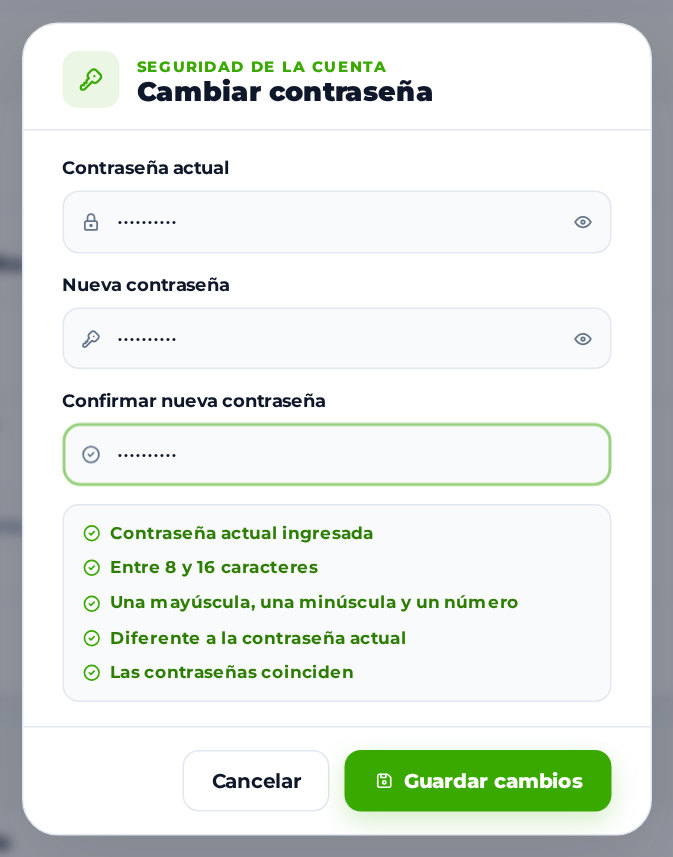 SEGURIDAD DE LA CUENTA
Cambiar contraseña
Contraseña actual
••••••••••
Nueva contraseña
••••••••••
Confirmar nueva contraseña
••••••••••
Contraseña actual ingresada
Entre 8 y 16 caracteres
Una mayúscula, una minúscula y un número
Diferente a la contraseña actual
Las contraseñas coinciden
Cancelar
Guardar cambios